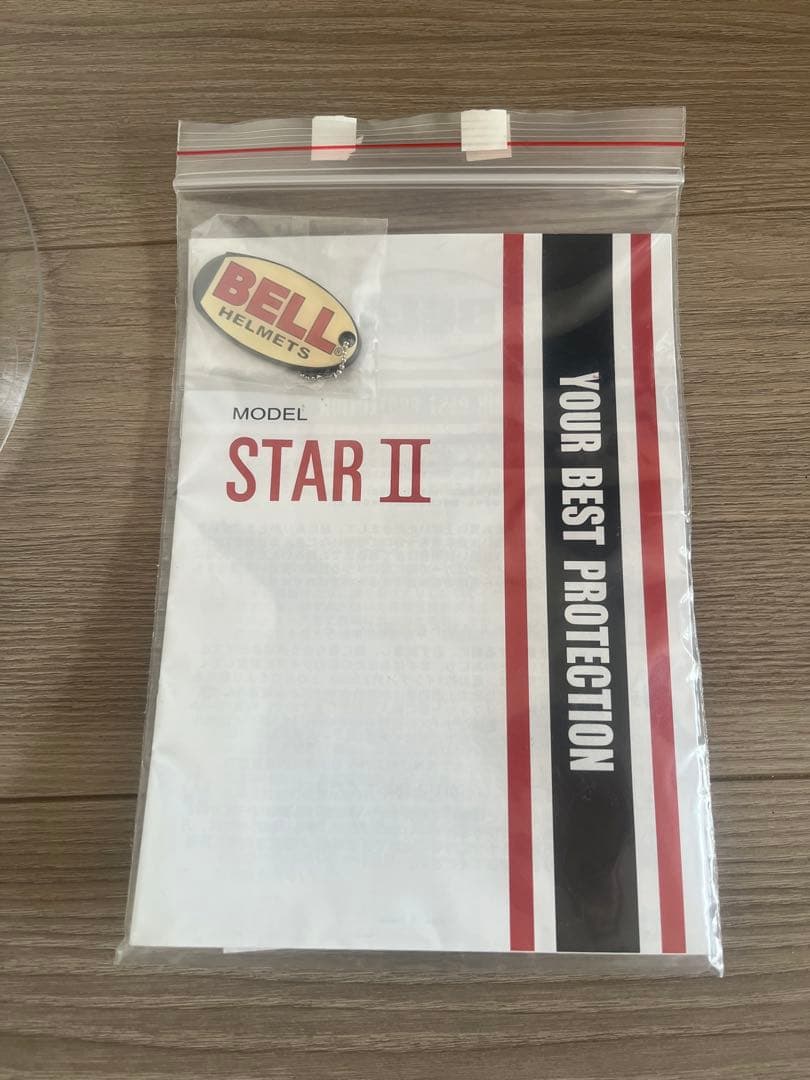 BELL®
HELMETS
MODEL
STAR II
YOUR BEST PROTECTION